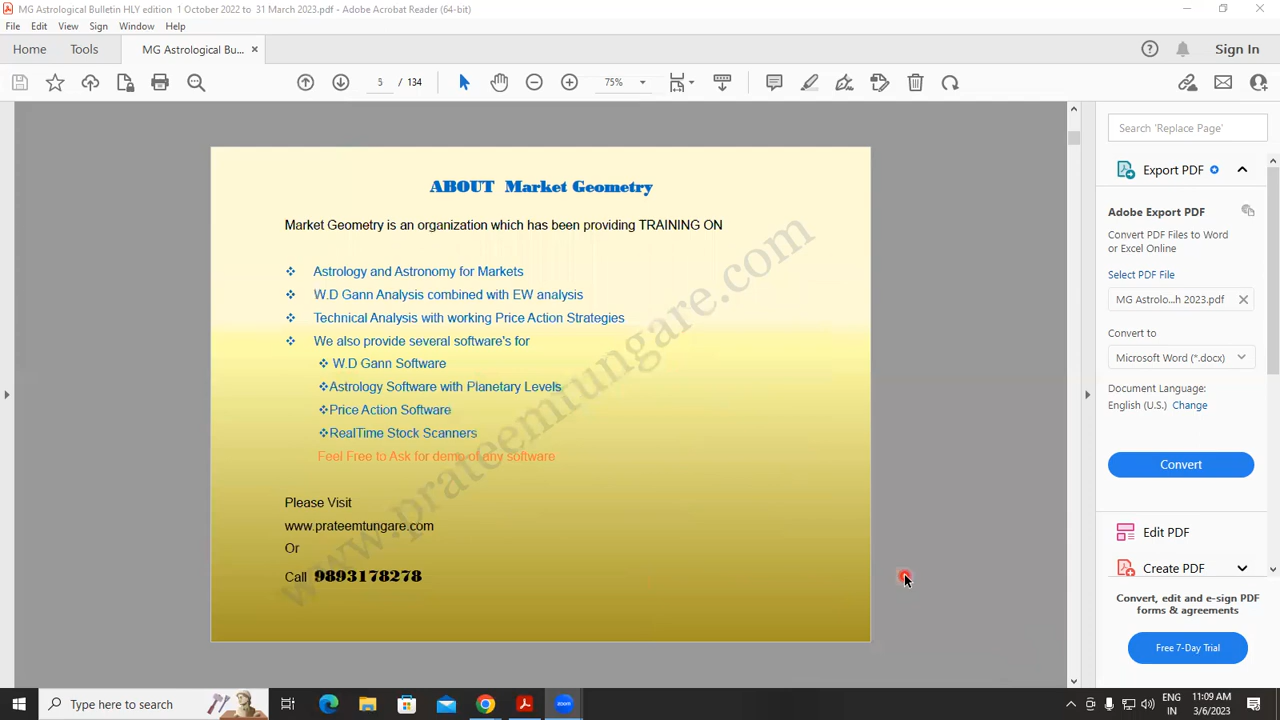 MG Astrological Bulletin HLY edition 1 October 2022 to 31 March 2023.pdf - Adobe Acrobat Reader (64-bit)
File Edit View Sign Window Help
Home Tools MG Astrological Bu... × Sign In
5 / 134 75%
Search 'Replace Page'
ABOUT Market Geometry
Market Geometry is an organization which has been providing TRAINING ON
❖ Astrology and Astronomy for Markets
❖ W.D Gann Analysis combined with EW analysis
❖ Technical Analysis with working Price Action Strategies
❖ We also provide several software's for
❖ W.D Gann Software
❖Astrology Software with Planetary Levels
❖Price Action Software
❖RealTime Stock Scanners
Feel Free to Ask for demo of any software
Please Visit
www.prateemtungare.com
Or
Call 9893178278
www.prateemtungare.com
Export PDF
Adobe Export PDF
Convert PDF Files to Word
or Excel Online
Select PDF File
MG Astrolo...h 2023.pdf
Convert to
Microsoft Word (*.docx)
Document Language:
English (U.S.) Change
Convert
Edit PDF
Create PDF
Convert, edit and e-sign PDF
forms & agreements
Free 7-Day Trial
Type here to search
zoom
ENG
IN
11:09 AM
3/6/2023